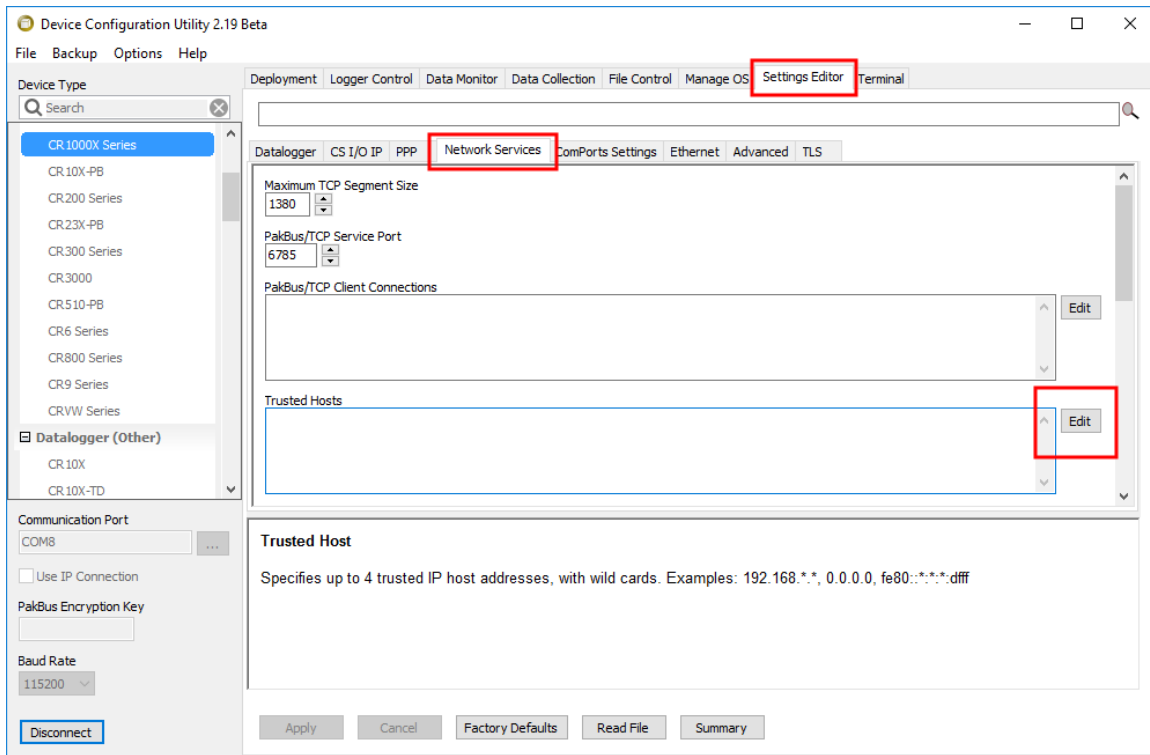 Device Configuration Utility 2.19 Beta
File Backup Options Help
Device Type
Search
CR1000X Series
CR10X-PB
CR200 Series
CR23X-PB
CR300 Series
CR3000
CR510-PB
CR6 Series
CR800 Series
CR9 Series
CRVW Series
Datalogger (Other)
CR10X
CR10X-TD
Communication Port
COM8
...
Use IP Connection
PakBus Encryption Key
Baud Rate
115200
Disconnect
Deployment Logger Control Data Monitor Data Collection File Control Manage OS Settings Editor Terminal
Datalogger CS I/O IP PPP Network Services ComPorts Settings Ethernet Advanced TLS
Maximum TCP Segment Size
1380
PakBus/TCP Service Port
6785
PakBus/TCP Client Connections
Edit
Trusted Hosts
Edit
Trusted Host
Specifies up to 4 trusted IP host addresses, with wild cards. Examples: 192.168.*.*, 0.0.0.0, fe80::*:*:*:dfff
Apply Cancel Factory Defaults Read File Summary